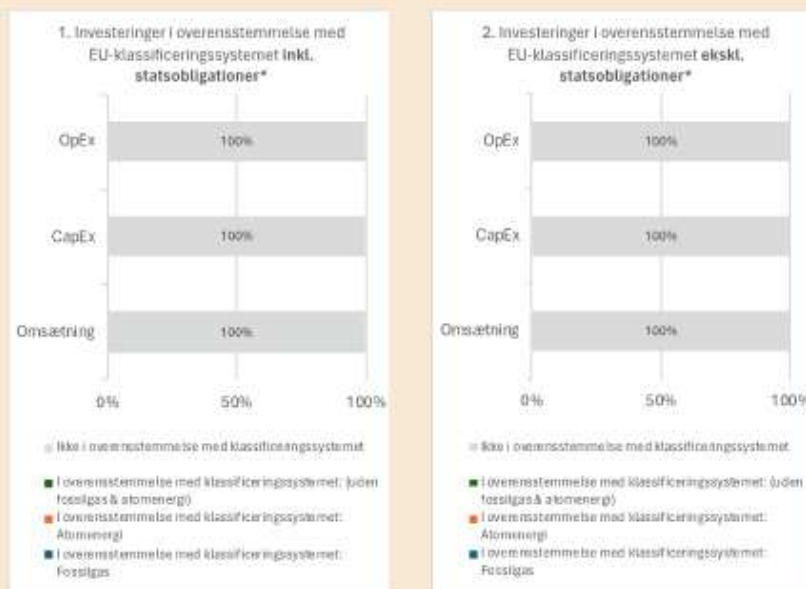 1. Investeringer i overensstemmelse med
EU-klassificeringssystemet inkl.
statsobligationer*
OpEx
100%
CapEx
100%
Omsætning
100%
0%
50%
100%
Ikke i overensstemmelse med klassificeringssystemet
I overensstemmelse med klassificeringssystemet: (uden
fossilgas & atomenergi)
I overensstemmelse med klassificeringssystemet:
Atomenergi
I overensstemmelse med klassificeringssystemet:
Fossilgas
2. Investeringer i overensstemmelse med
EU-klassificeringssystemet ekskl.
statsobligationer*
OpEx
100%
CapEx
100%
Omsætning
100%
0%
50%
100%
Ikke i overensstemmelse med klassificeringssystemet
I overensstemmelse med klassificeringssystemet: (uden
fossilgas & atomenergi)
I overensstemmelse med klassificeringssystemet:
Atomenergi
I overensstemmelse med klassificeringssystemet:
Fossilgas